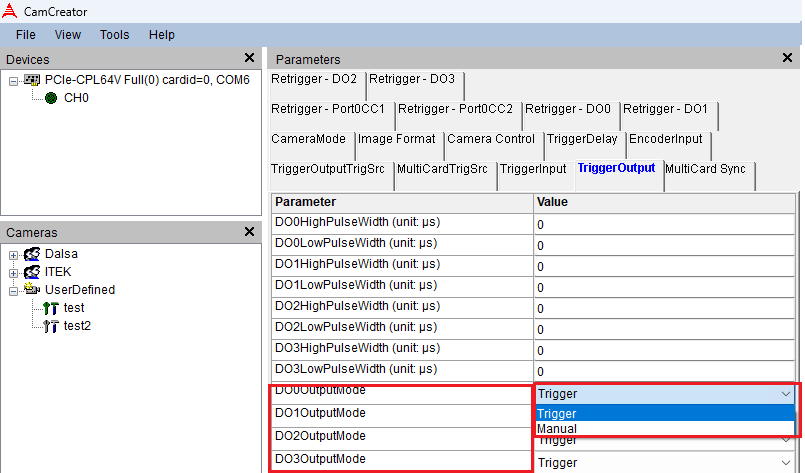 CamCreator
File View Tools Help
Devices
PCIe-CPL64V Full(0) cardid=0, COM6
CH0
Cameras
Dalsa
ITEK
UserDefined
test
test2
Parameters
Retrigger - DO2 Retrigger - DO3
Retrigger - Port0CC1 Retrigger - Port0CC2 Retrigger - DO0 Retrigger - DO1
CameraMode Image Format Camera Control TriggerDelay EncoderInput
TriggerOutputTrigSrc MultiCardTrigSrc TriggerInput TriggerOutput MultiCard Sync
Parameter Value
DO0HighPulseWidth (unit: µs) 0
DO0LowPulseWidth (unit: µs) 0
DO1HighPulseWidth (unit: µs) 0
DO1LowPulseWidth (unit: µs) 0
DO2HighPulseWidth (unit: µs) 0
DO2LowPulseWidth (unit: µs) 0
DO3HighPulseWidth (unit: µs) 0
DO3LowPulseWidth (unit: µs) 0
DO0OutputMode Trigger
DO1OutputMode Trigger
Manual
DO2OutputMode Trigger
DO3OutputMode Trigger